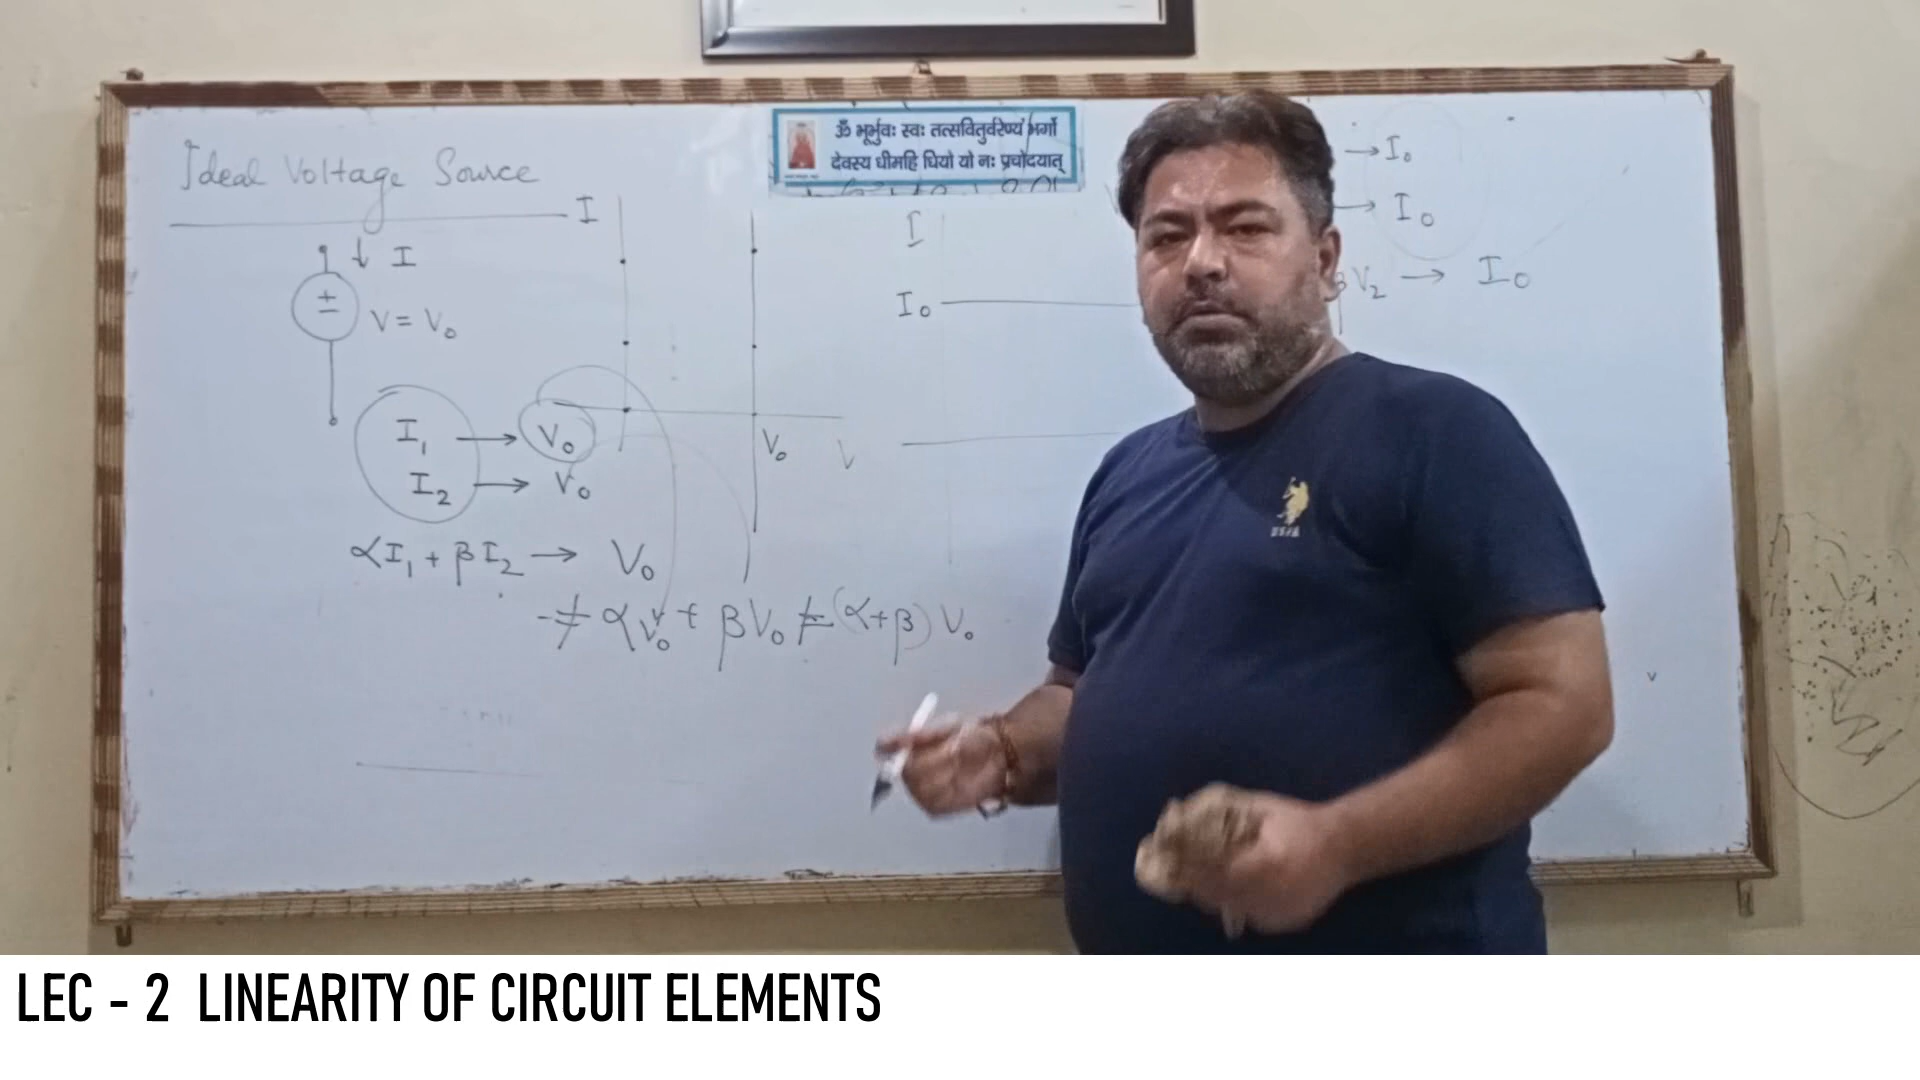 ॐ भूर्भुवः स्वः तत्सवितुर्वरेण्यं भर्गो
देवस्य धीमहि धियो यो नः प्रचोदयात्
Ideal Voltage Source
I
↓ I
V = V₀
I₁ → V₀
I₂ → V₀
αI₁ + βI₂ → V₀
≠ αV₀ + βV₀ ≠ (α+β) V₀
V₀
V
I
I₀
→ I₀
→ I₀
βV₂ → I₀
USPA
LEC - 2 LINEARITY OF CIRCUIT ELEMENTS